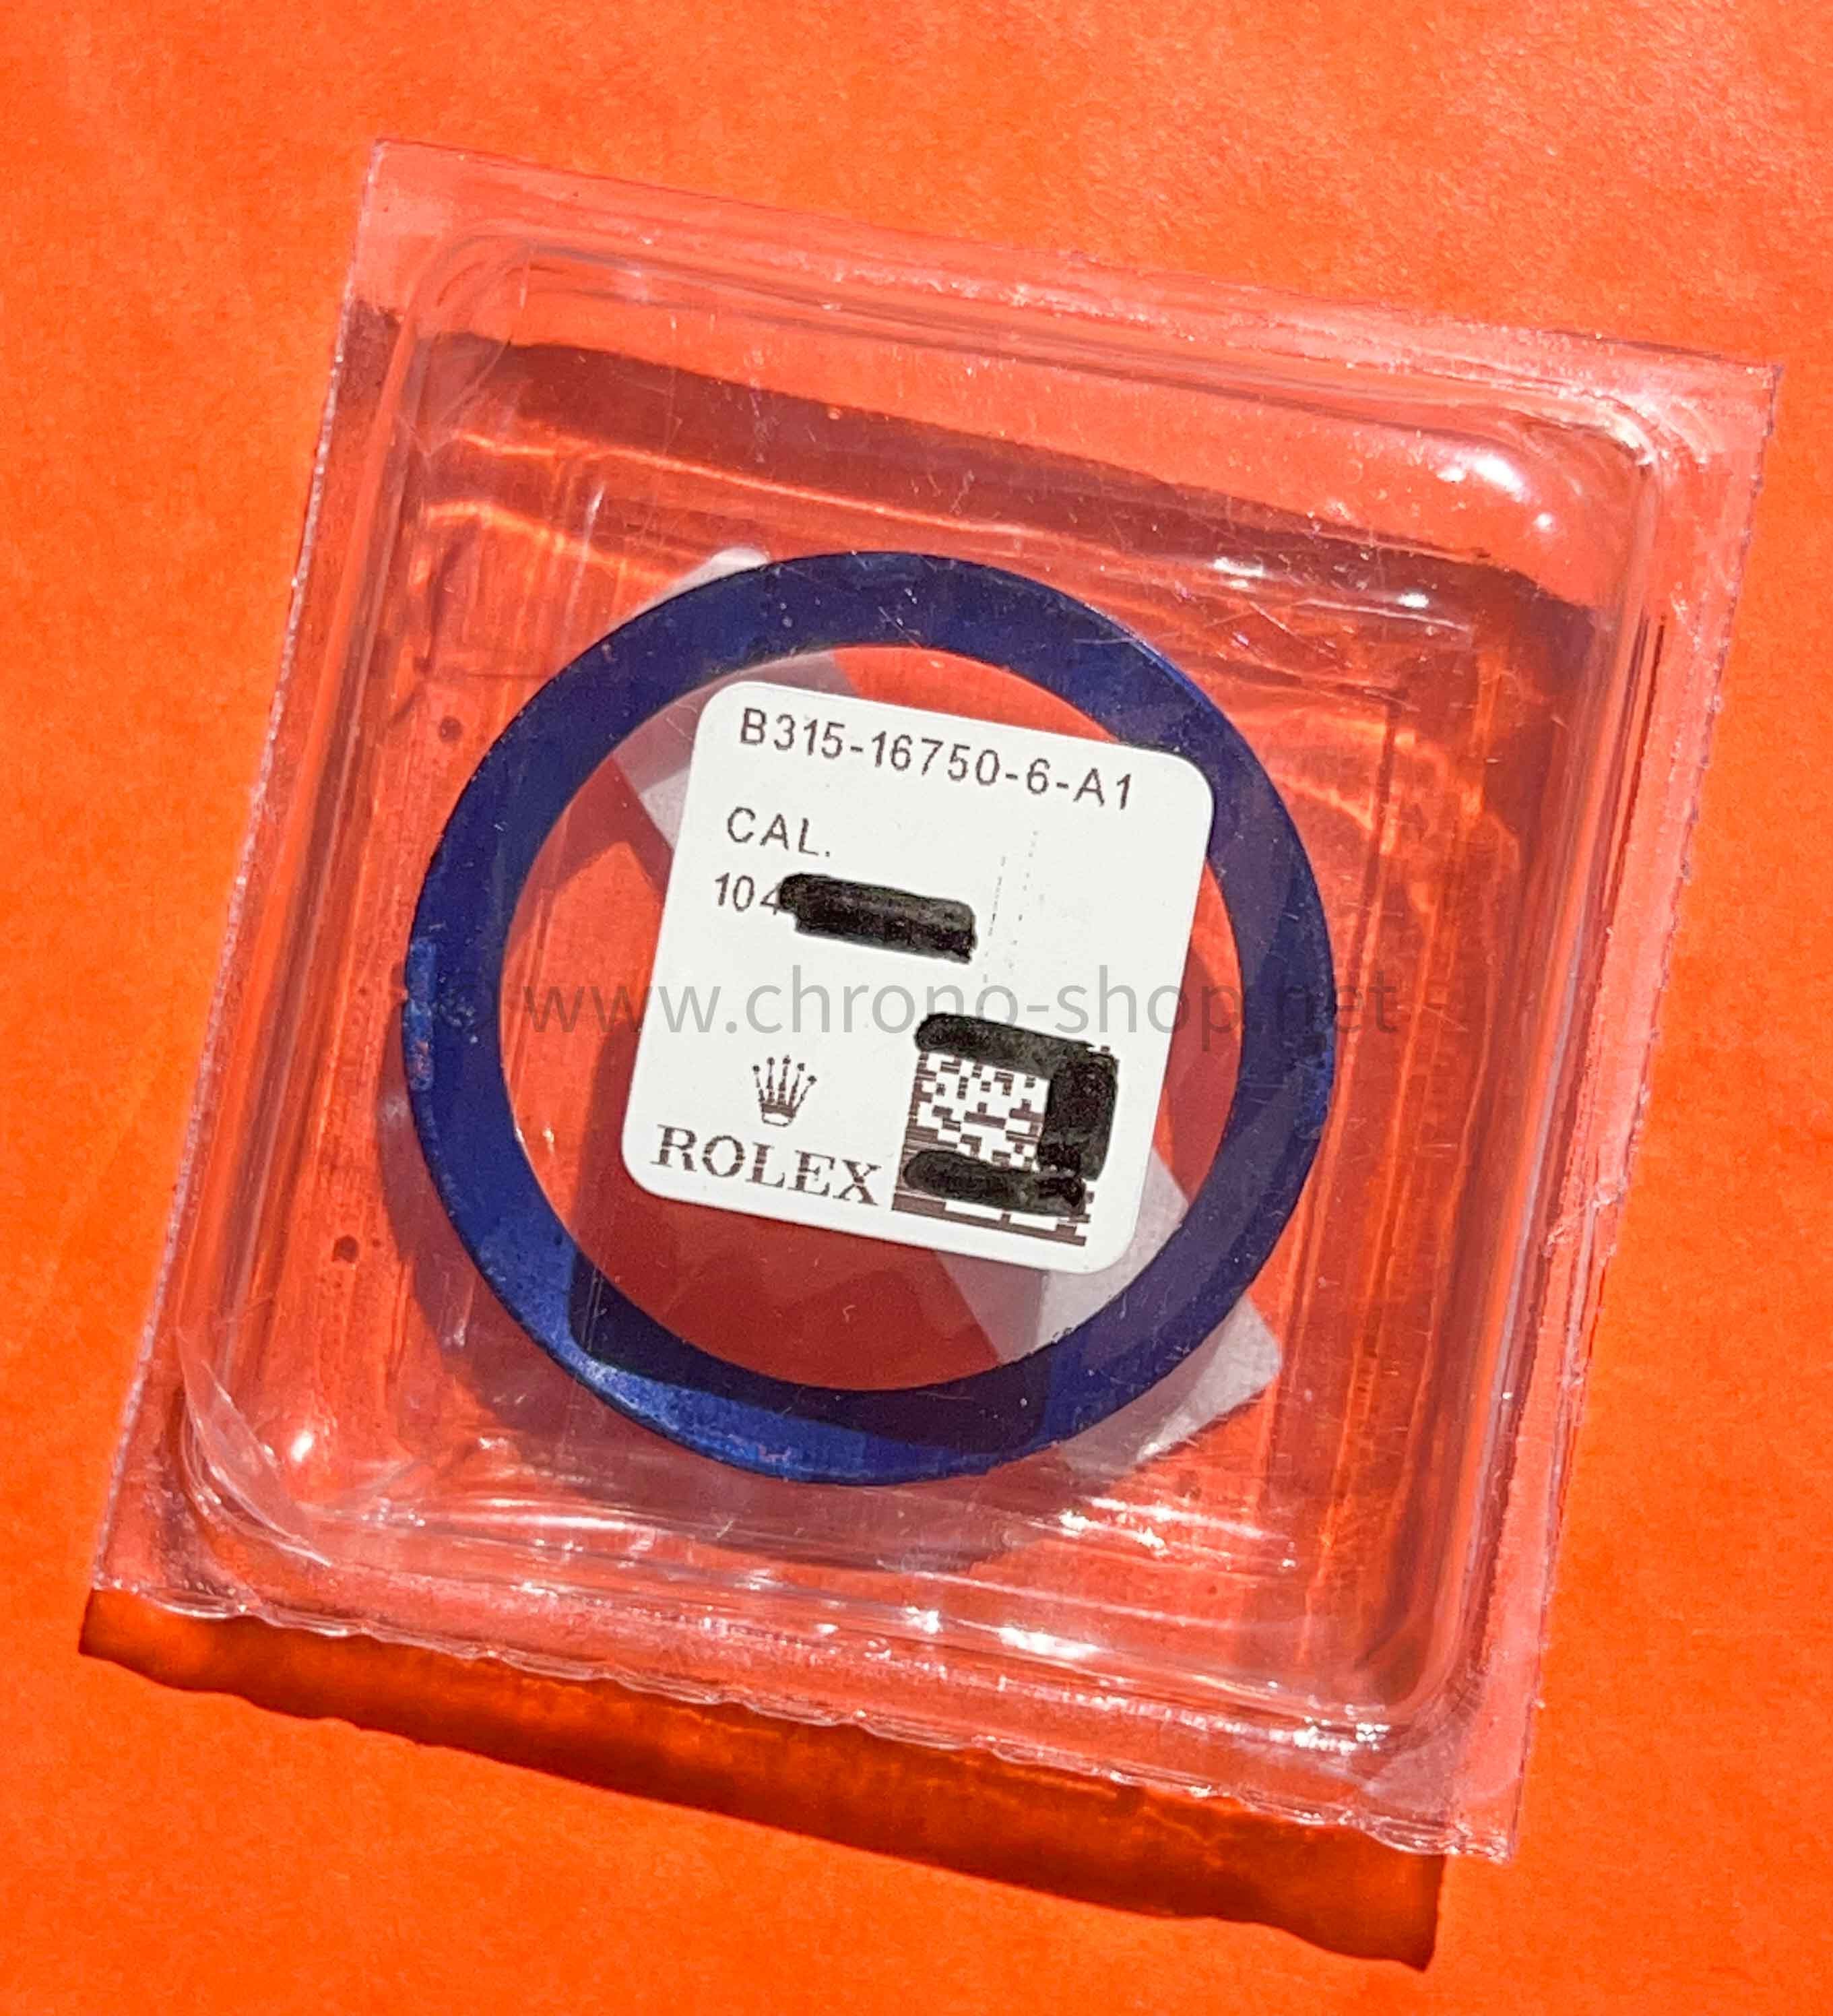 B315-16750-6-A1
CAL.
104
© www.chrono-shop.net
ROLEX